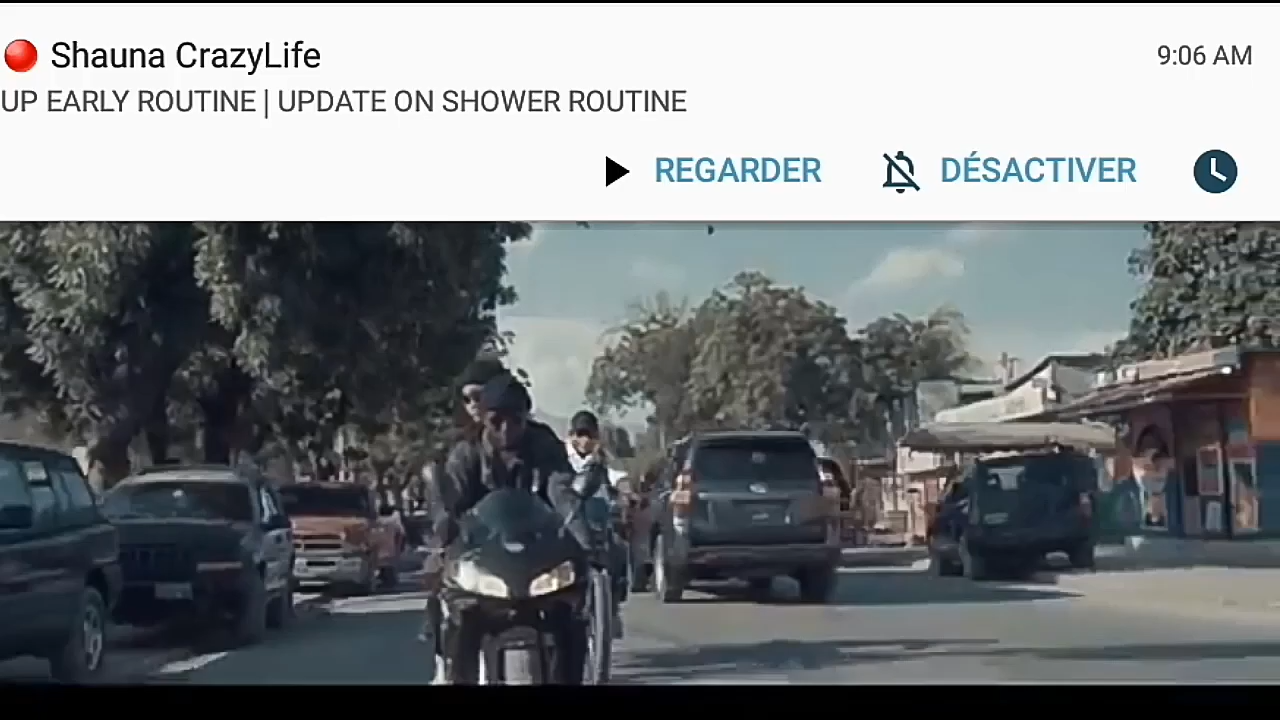 Shauna CrazyLife
9:06 AM
UP EARLY ROUTINE | UPDATE ON SHOWER ROUTINE
REGARDER
DÉSACTIVER